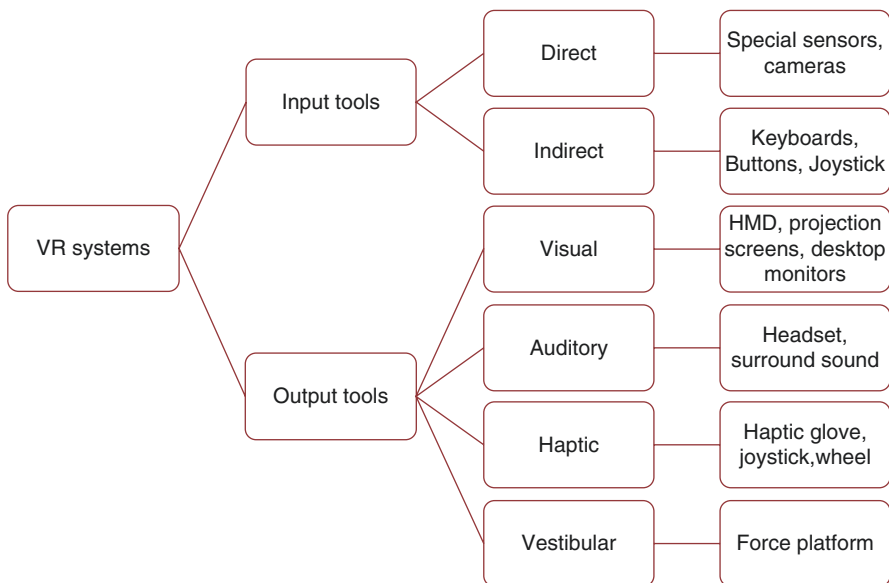 VR systems
Input tools
Direct
Special sensors,
cameras
Indirect
Keyboards,
Buttons, Joystick
Output tools
Visual
HMD, projection
screens, desktop
monitors
Auditory
Headset,
surround sound
Haptic
Haptic glove,
joystick,wheel
Vestibular
Force platform